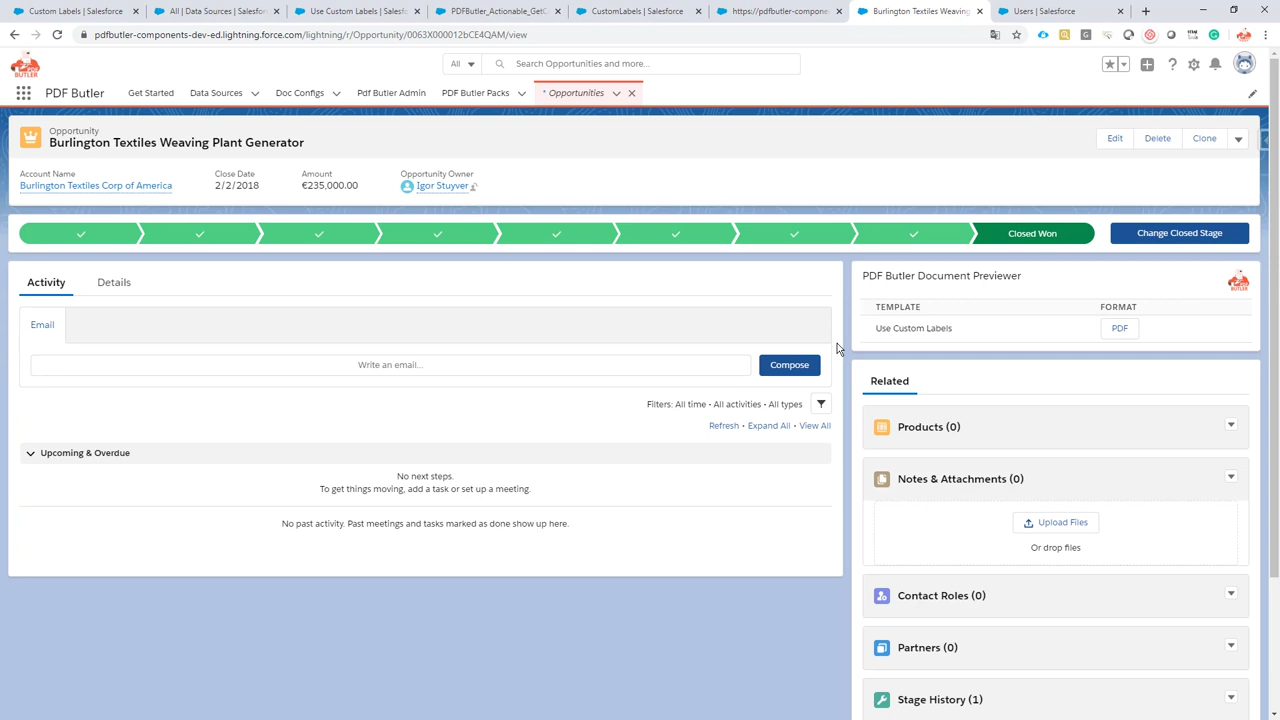 Custom Labels | Salesforce
All | Data Sources | Salesfor
Use Custom Labels | Salesf
PDFButler_Actionable_GetC
CustomLabels | Salesforce
https://pdfbutler-compone
Burlington Textiles Weaving
Users | Salesforce
pdfbutler-components-dev-ed.lightning.force.com/lightning/r/Opportunity/0063X000012bCE4QAM/view
All
Search Opportunities and more...
PDF Butler
Get Started
Data Sources
Doc Configs
Pdf Butler Admin
PDF Butler Packs
* Opportunities
Opportunity
Burlington Textiles Weaving Plant Generator
Edit
Delete
Clone
Account Name
Close Date
Amount
Opportunity Owner
Burlington Textiles Corp of America
2/2/2018
€235,000.00
Igor Stuyver
Closed Won
Change Closed Stage
Activity
Details
Email
Write an email...
Compose
Filters: All time • All activities • All types
Refresh • Expand All • View All
Upcoming & Overdue
No next steps.
To get things moving, add a task or set up a meeting.
No past activity. Past meetings and tasks marked as done show up here.
PDF Butler Document Previewer
TEMPLATE
FORMAT
Use Custom Labels
PDF
Related
Products (0)
Notes & Attachments (0)
Upload Files
Or drop files
Contact Roles (0)
Partners (0)
Stage History (1)